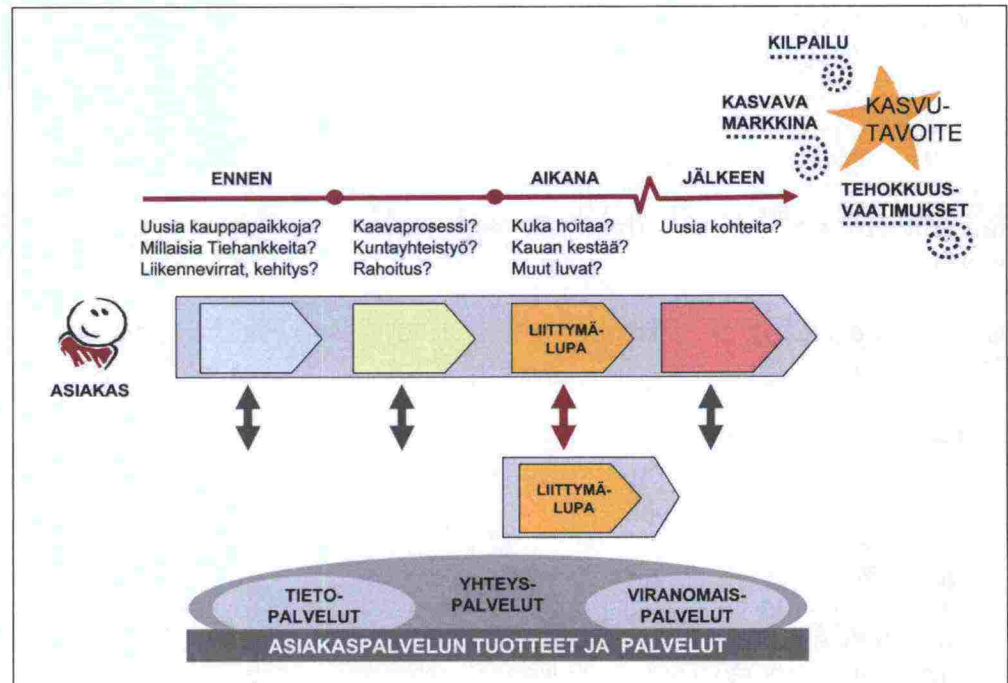 KILPAILU
KASVAVA
MARKKINA
KASVU-
TAVOITE
TEHOKKUUS-
VAATIMUKSET
ENNEN
AIKANA
JÄLKEEN
Uusia kauppapaikkoja?
Millaisia Tiehankkeita?
Liikennevirrat, kehitys?
Kaavaprosessi?
Kuntayhteistyö?
Rahoitus?
Kuka hoitaa?
Kauan kestää?
Muut luvat?
Uusia kohteita?
ASIAKAS
LIITTYMÄ-
LUPA
LIITTYMÄ-
LUPA
TIETO-
PALVELUT
YHTEYS-
PALVELUT
VIRANOMAIS-
PALVELUT
ASIAKASPALVELUN TUOTTEET JA PALVELUT